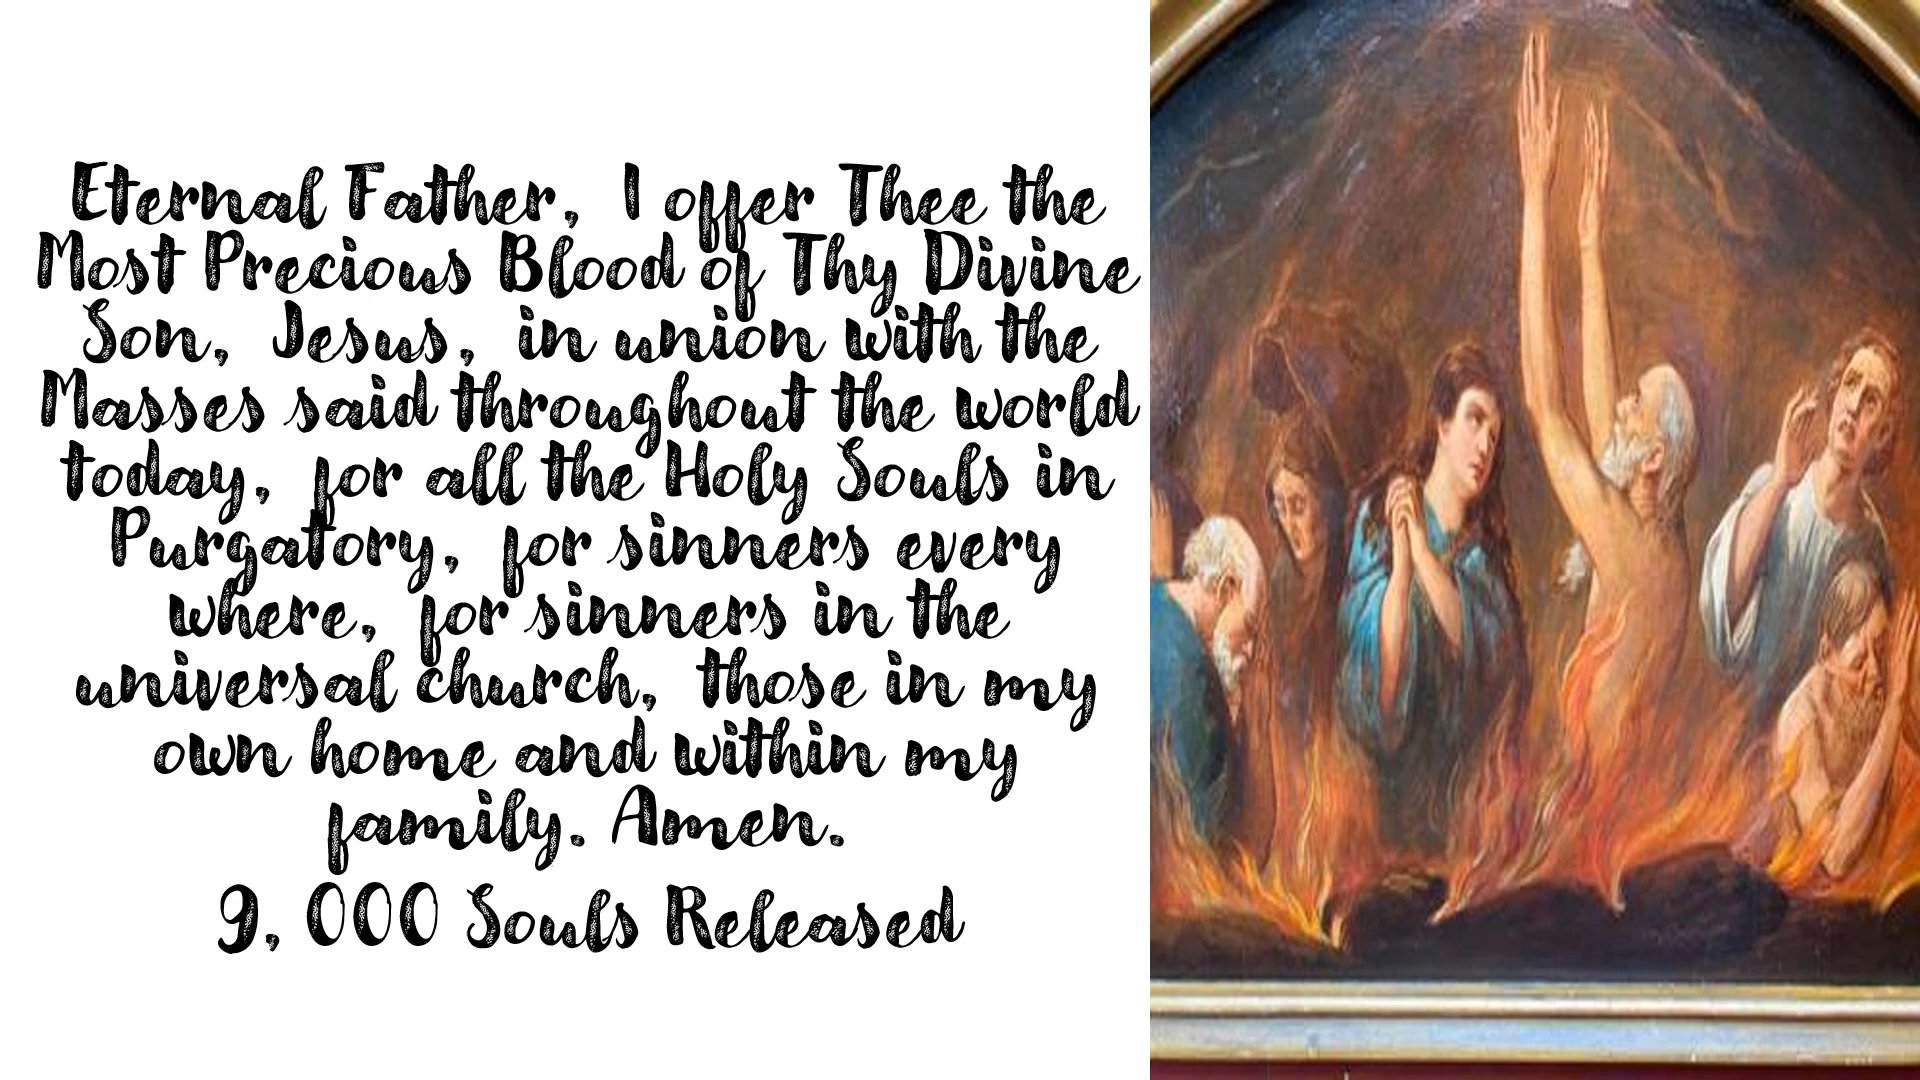 Eternal Father, I offer Thee the
Most Precious Blood of Thy Divine
Son, Jesus, in union with the
Masses said throughout the world
today, for all the Holy Souls in
Purgatory, for sinners every
where, for sinners in the
universal church, those in my
own home and within my
family. Amen.
9,000 Souls Released